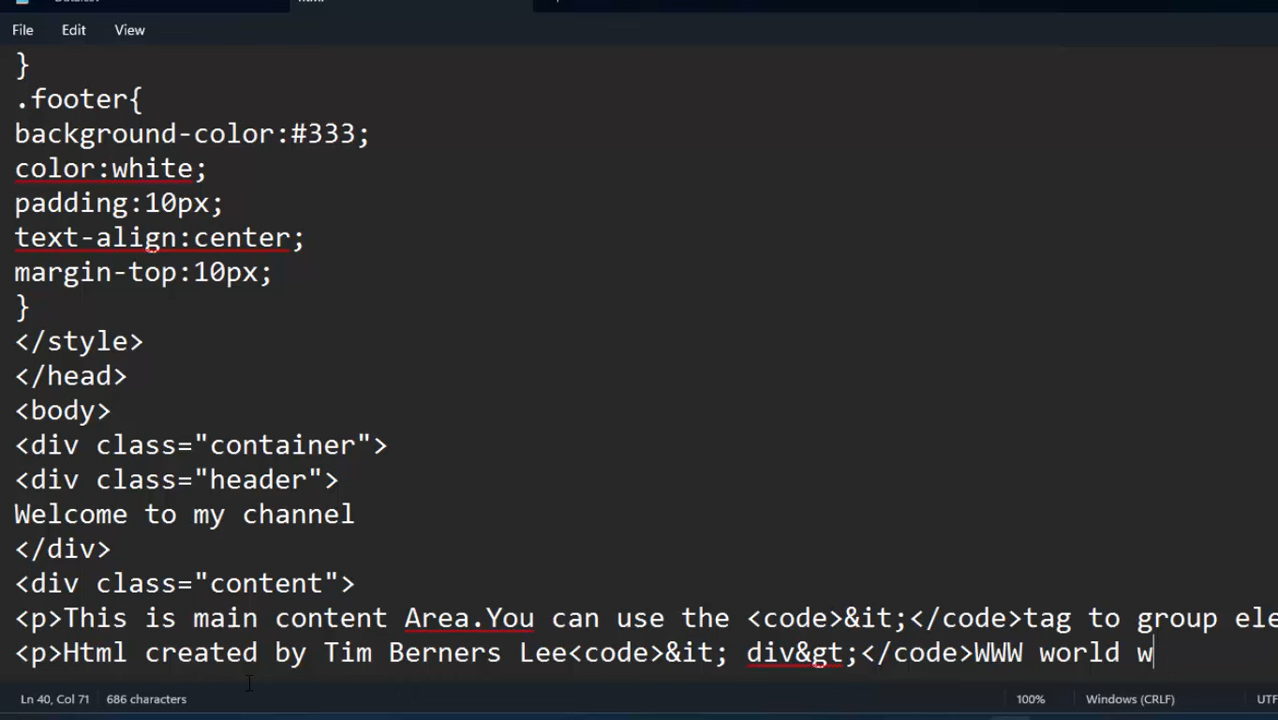 File Edit View
}
.footer{
background-color:#333;
color:white;
padding:10px;
text-align:center;
margin-top:10px;
}
</style>
</head>
<body>
<div class="container">
<div class="header">
Welcome to my channel
</div>
<div class="content">
<p>This is main content Area.You can use the <code>&it;</code>tag to group ele
<p>Html created by Tim Berners Lee<code>&it; div&gt;</code>WWW world w
Ln 40, Col 71 686 characters 100% Windows (CRLF) UTF